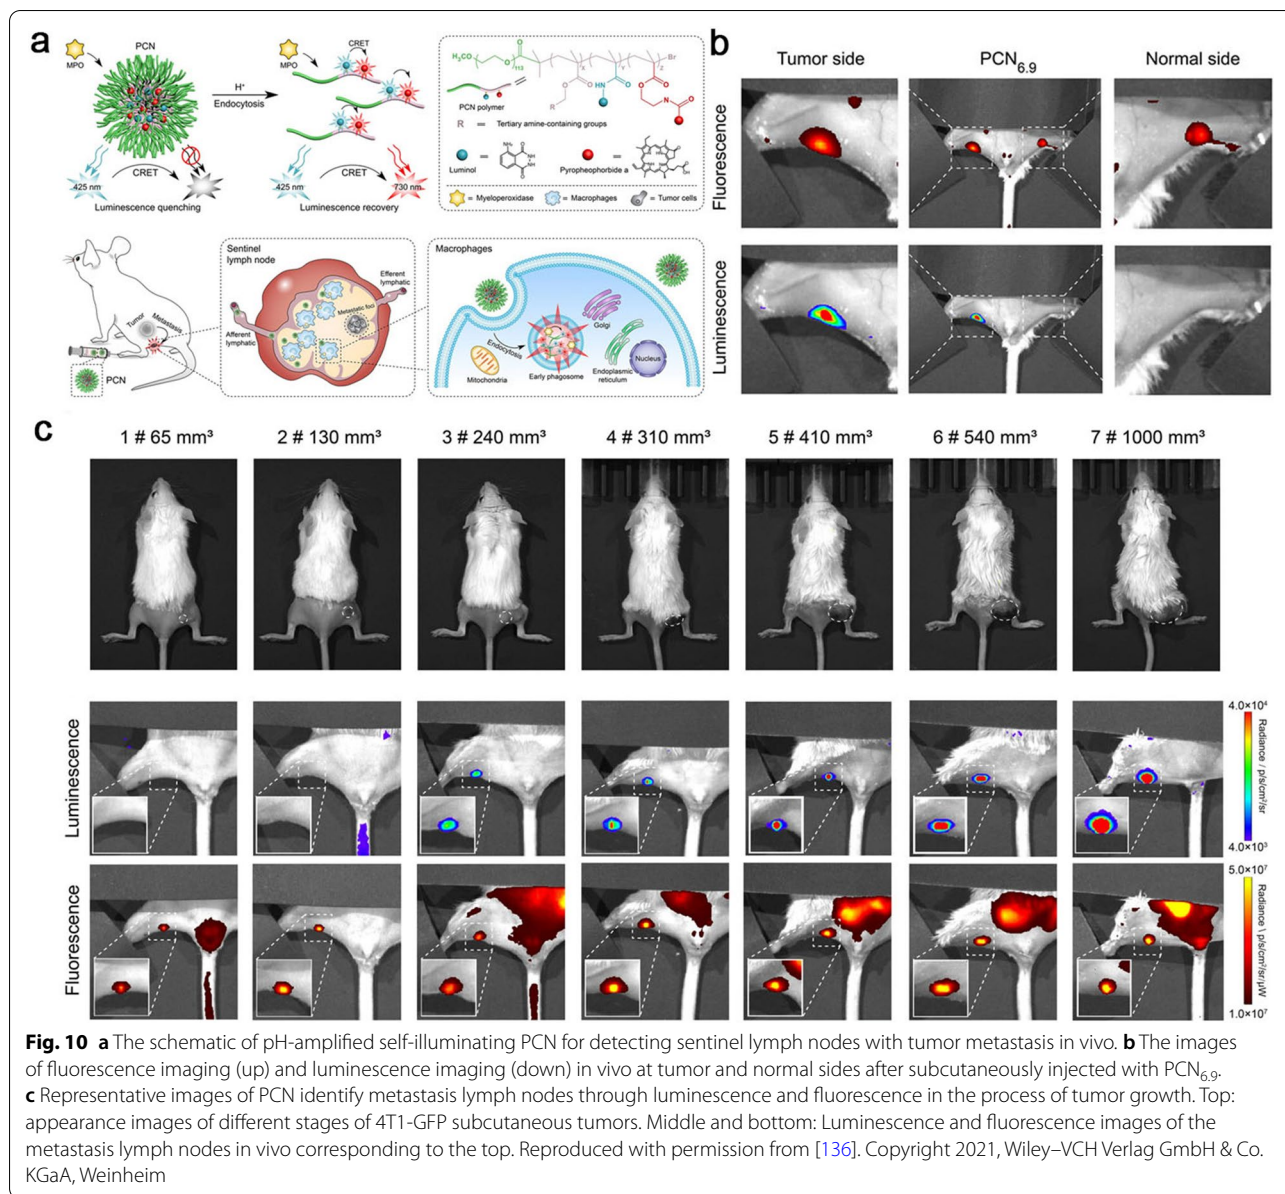 a
MPO
PCN
H⁺
Endocytosis
MPO
CRET
425 nm
CRET
Luminescence quenching
425 nm
CRET
730 nm
Luminescence recovery
H₃CO
O
113
O
X
Y
Z
Br
O
O
HN
O
O
O
N
O
R
PCN polymer
R = Tertiary amine-containing groups
Luminol
=
Pyropheophorbide a
=
= Myeloperoxidase
= Macrophages
= Tumor cells
Tumor
Metastasis
PCN
Sentinel
lymph node
Efferent
lymphatic
Metastatic foci
Afferent
lymphatic
Macrophages
Golgi
Endocytosis
Mitochondria
Early phagosome
Endoplasmic
reticulum
Nucleus
b
Tumor side
PCN₆.₉
Normal side
Fluorescence
Luminescence
c
1 # 65 mm³
2 # 130 mm³
3 # 240 mm³
4 # 310 mm³
5 # 410 mm³
6 # 540 mm³
7 # 1000 mm³
Luminescence
4.0×10⁴
Radiance / p/s/cm²/sr
4.0×10³
Fluorescence
5.0×10⁷
Radiance \ p/s/cm²/sr/µW
1.0×10⁷
Fig. 10 a The schematic of pH-amplified self-illuminating PCN for detecting sentinel lymph nodes with tumor metastasis in vivo. b The images
of fluorescence imaging (up) and luminescence imaging (down) in vivo at tumor and normal sides after subcutaneously injected with PCN₆.₉.
c Representative images of PCN identify metastasis lymph nodes through luminescence and fluorescence in the process of tumor growth. Top:
appearance images of different stages of 4T1-GFP subcutaneous tumors. Middle and bottom: Luminescence and fluorescence images of the
metastasis lymph nodes in vivo corresponding to the top. Reproduced with permission from [136]. Copyright 2021, Wiley–VCH Verlag GmbH & Co.
KGaA, Weinheim